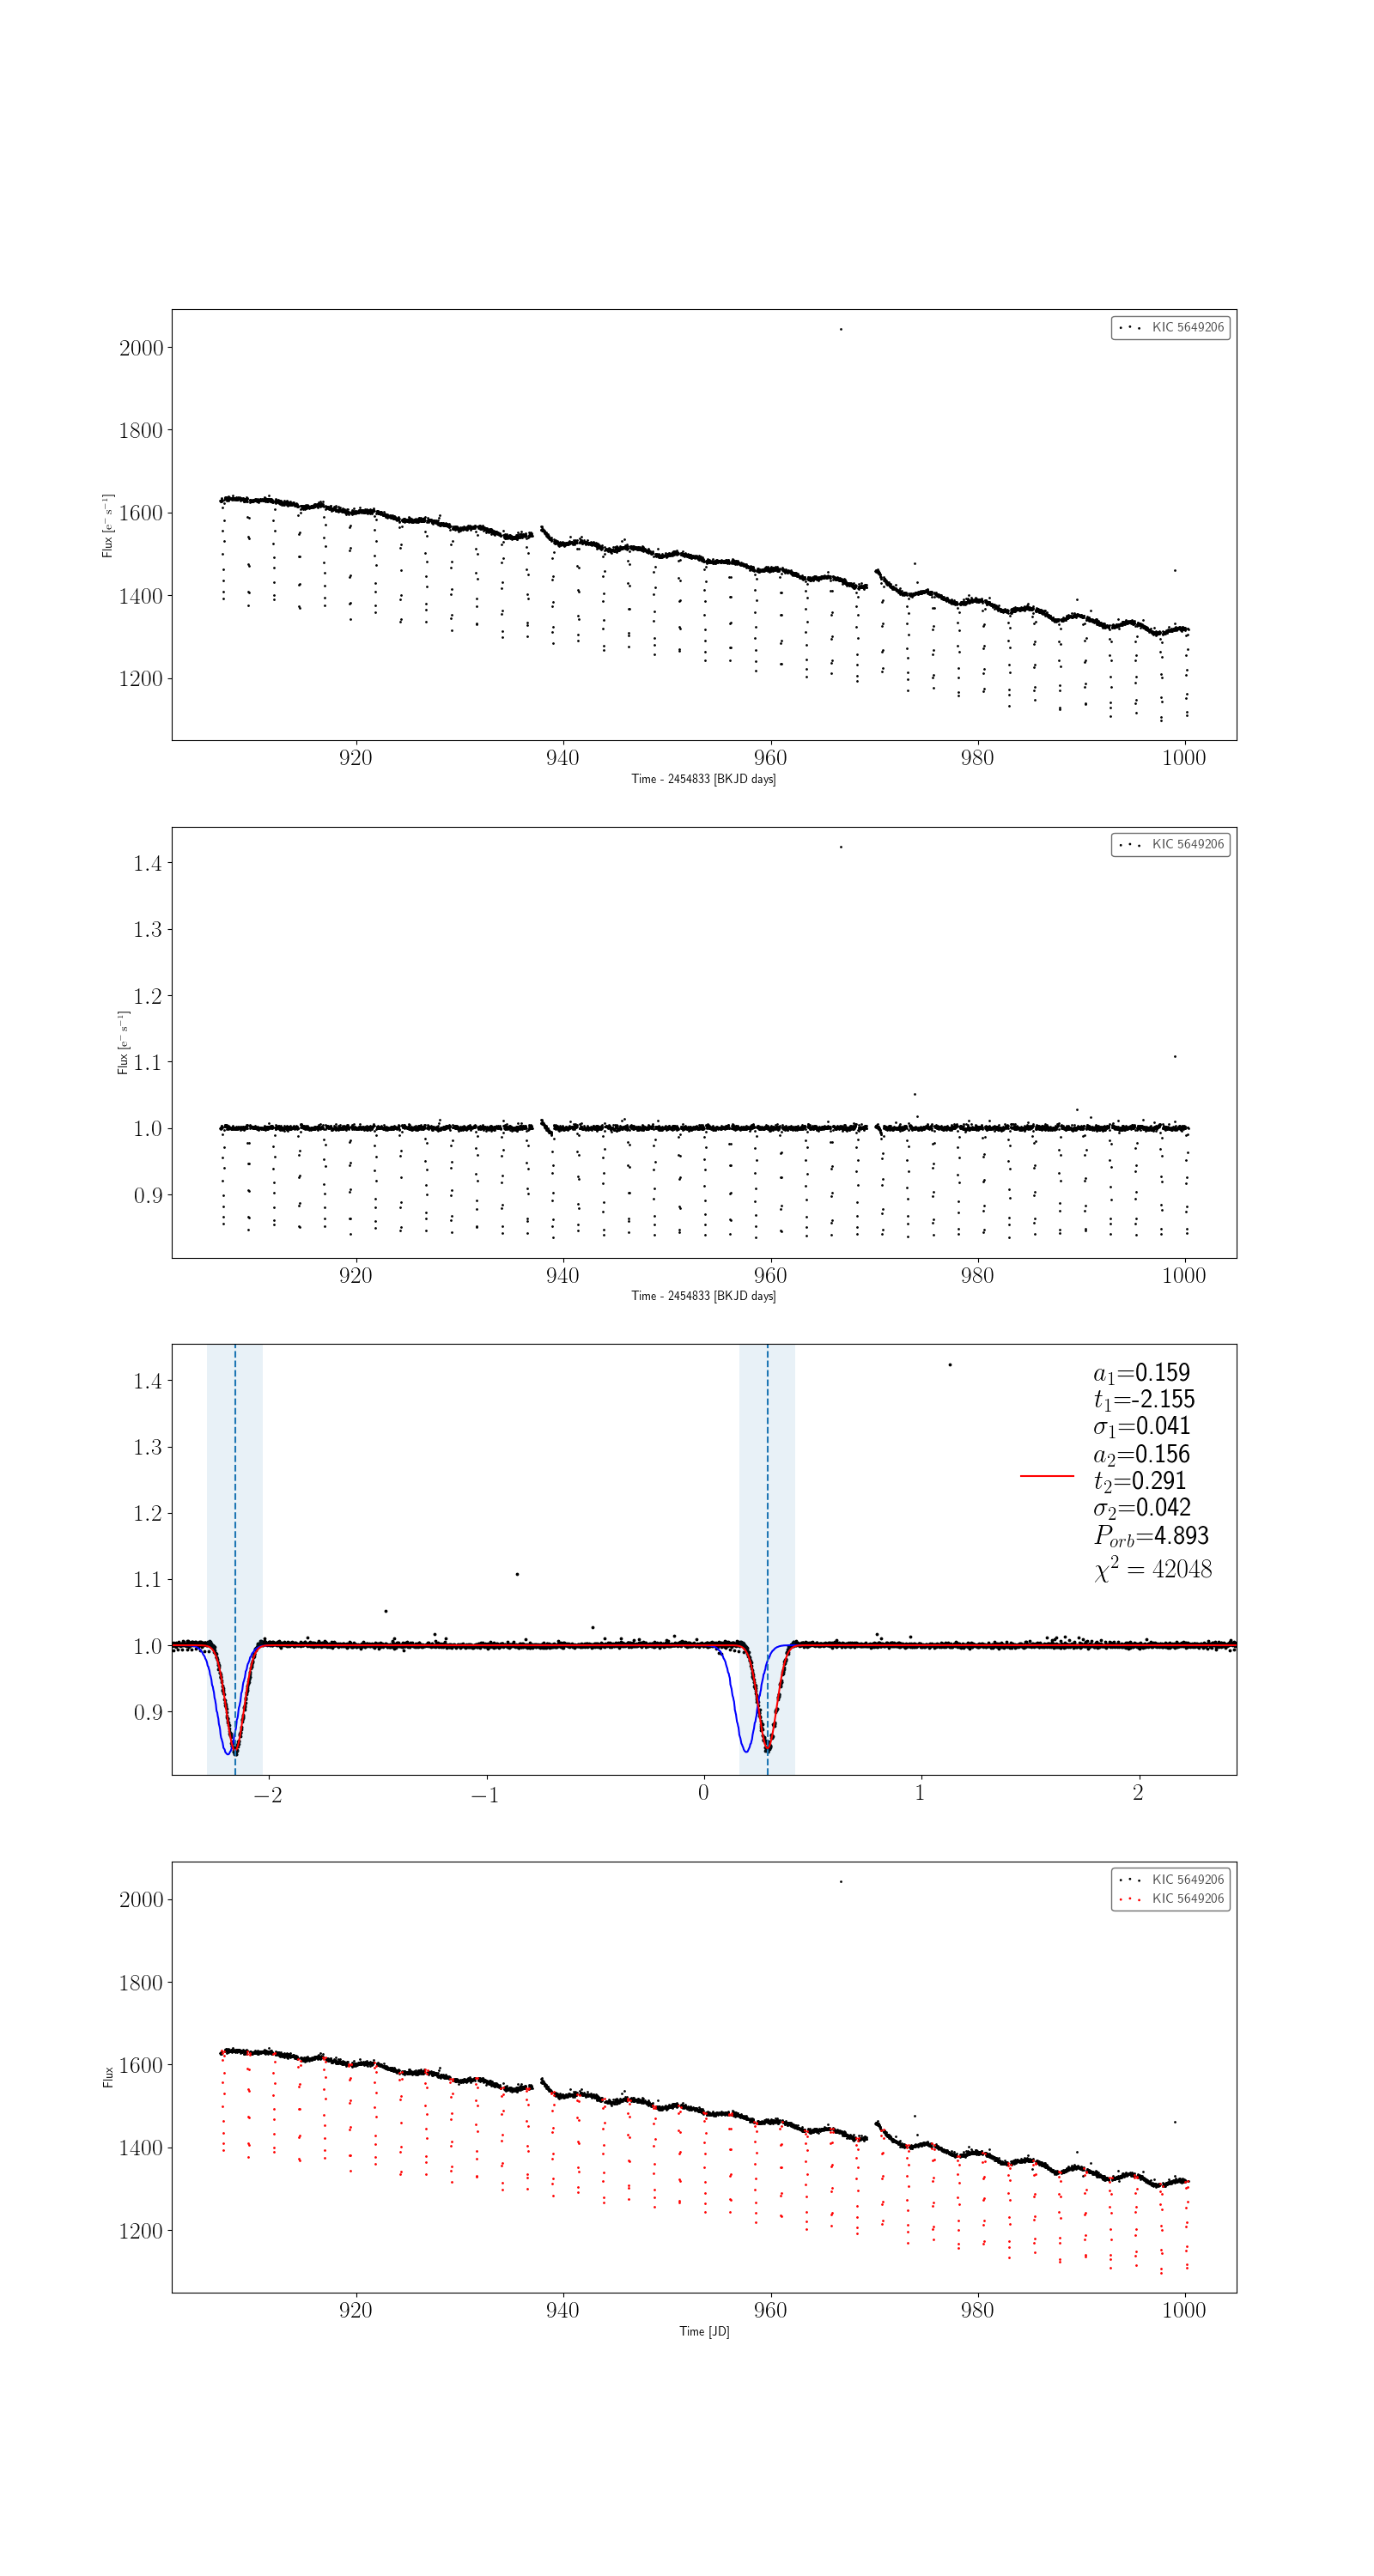 KIC 5649206
2000
1800
1600
1400
1200
Flux [e⁻ s⁻¹]
920 940 960 980 1000
Time - 2454833 [BKJD days]
KIC 5649206
1.4
1.3
1.2
1.1
1.0
0.9
Flux [e⁻ s⁻¹]
920 940 960 980 1000
Time - 2454833 [BKJD days]
1.4
1.3
1.2
1.1
1.0
0.9
a₁=0.159
t₁=-2.155
σ₁=0.041
a₂=0.156
t₂=0.291
σ₂=0.042
P_orb=4.893
χ² = 42048
−2 −1 0 1 2
KIC 5649206
KIC 5649206
2000
1800
1600
1400
1200
Flux
920 940 960 980 1000
Time [JD]